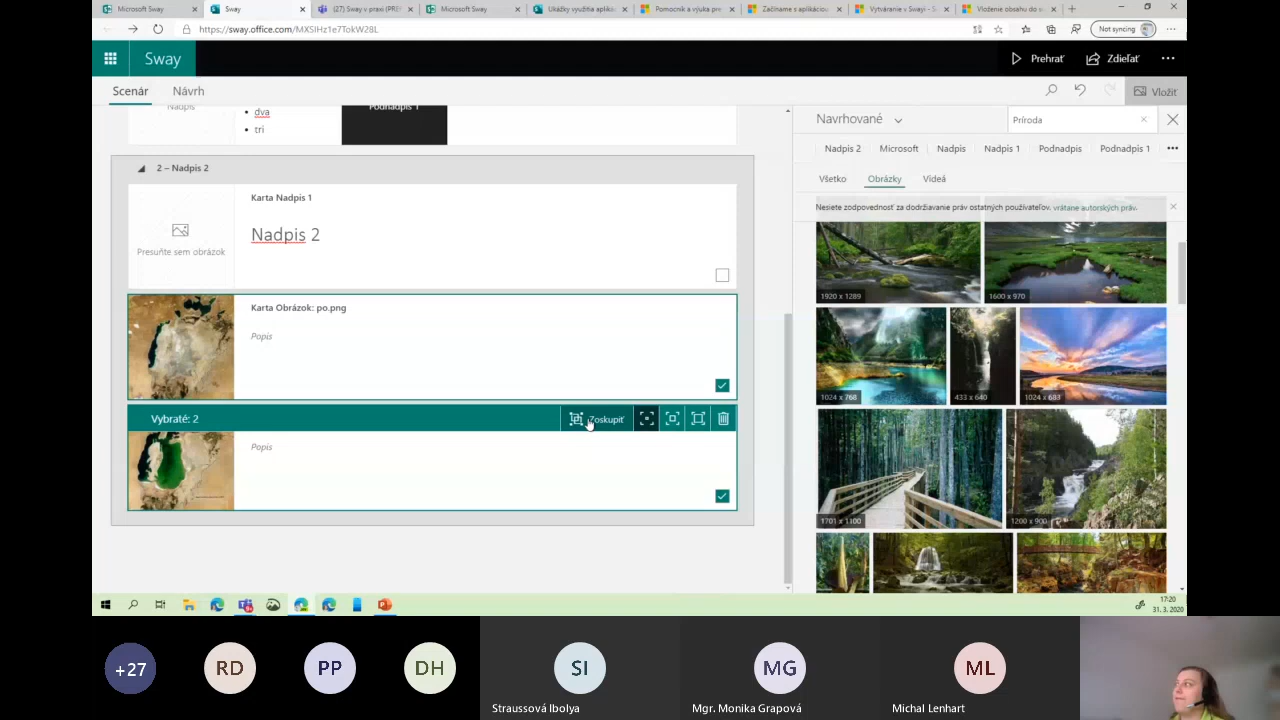 Microsoft Sway
Sway
(27) Sway v praxi (PRE
Microsoft Sway
Ukážky využitia aplikác
Pomocník a výuka pre
Začíname s aplikáciou
Vytváranie v Swayi - S
Vloženie obsahu do s
https://sway.office.com/MXSIHz1e7TokW28L
Not syncing
Sway
Prehrať
Zdieľať
Scenár
Návrh
Vložiť
Nadpis
dva
tri
Podnadpis 1
2 – Nadpis 2
Karta Nadpis 1
Nadpis 2
Presuňte sem obrázok
Karta Obrázok: po.png
Popis
Vybraté: 2
Zoskupiť
Popis
Navrhované
Príroda
Nadpis 2
Microsoft
Nadpis
Nadpis 1
Podnadpis
Podnadpis 1
Všetko
Obrázky
Videá
Nesiete zodpovednosť za dodržiavanie práv ostatných používateľov, vrátane autorských práv.
1920 x 1289
1600 x 970
1024 x 768
433 x 640
1024 x 683
1701 x 1100
1200 x 900
17:20
31. 3. 2020
+27
RD
PP
DH
SI
MG
ML
Straussová Ibolya
Mgr. Monika Grapová
Michal Lenhart